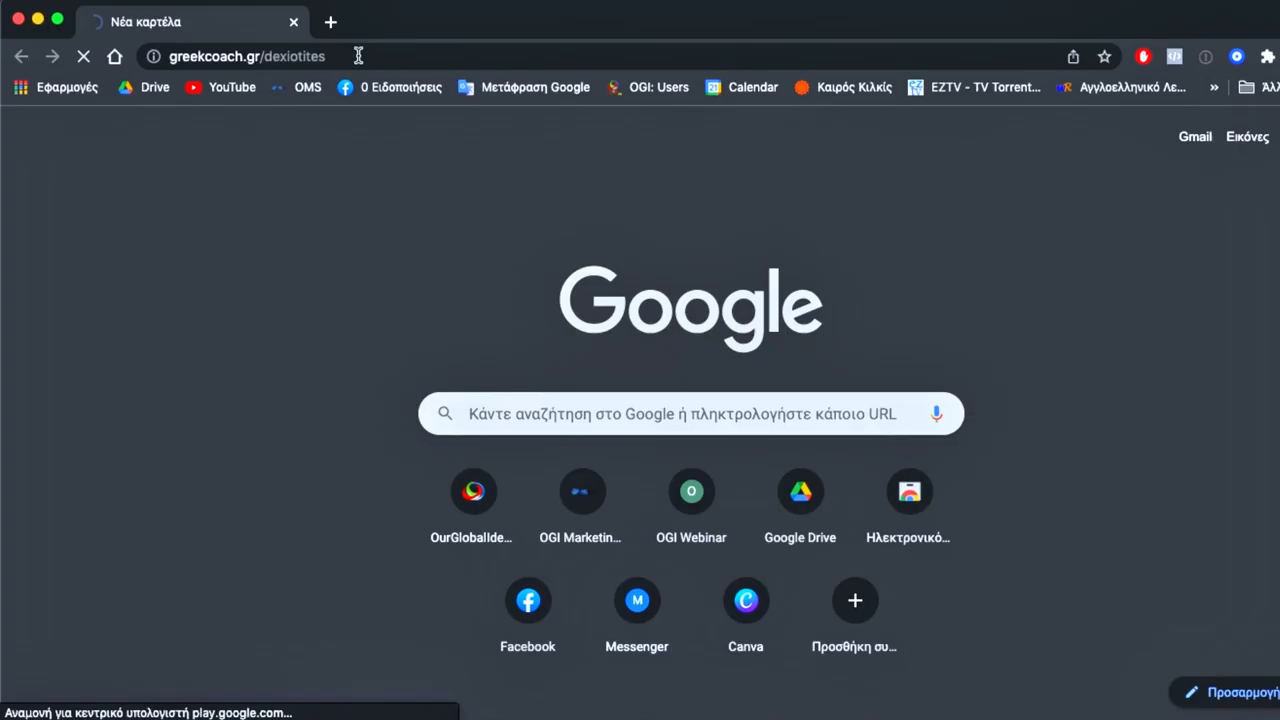 Νέα καρτέλα
greekcoach.gr/dexiotites
Εφαρμογές Drive YouTube OMS 0 Ειδοποιήσεις Μετάφραση Google OGI: Users Calendar Καιρός Κιλκίς EZTV - TV Torrent... Αγγλοελληνικό Λε... » Άλλ
Gmail Εικόνες
Google
Κάντε αναζήτηση στο Google ή πληκτρολογήστε κάποιο URL
O
OurGlobalIde... OGI Marketin... OGI Webinar Google Drive Ηλεκτρονικό...
M
Facebook Messenger Canva Προσθήκη συ...
Προσαρμογή
Αναμονή για κεντρικό υπολογιστή play.google.com...